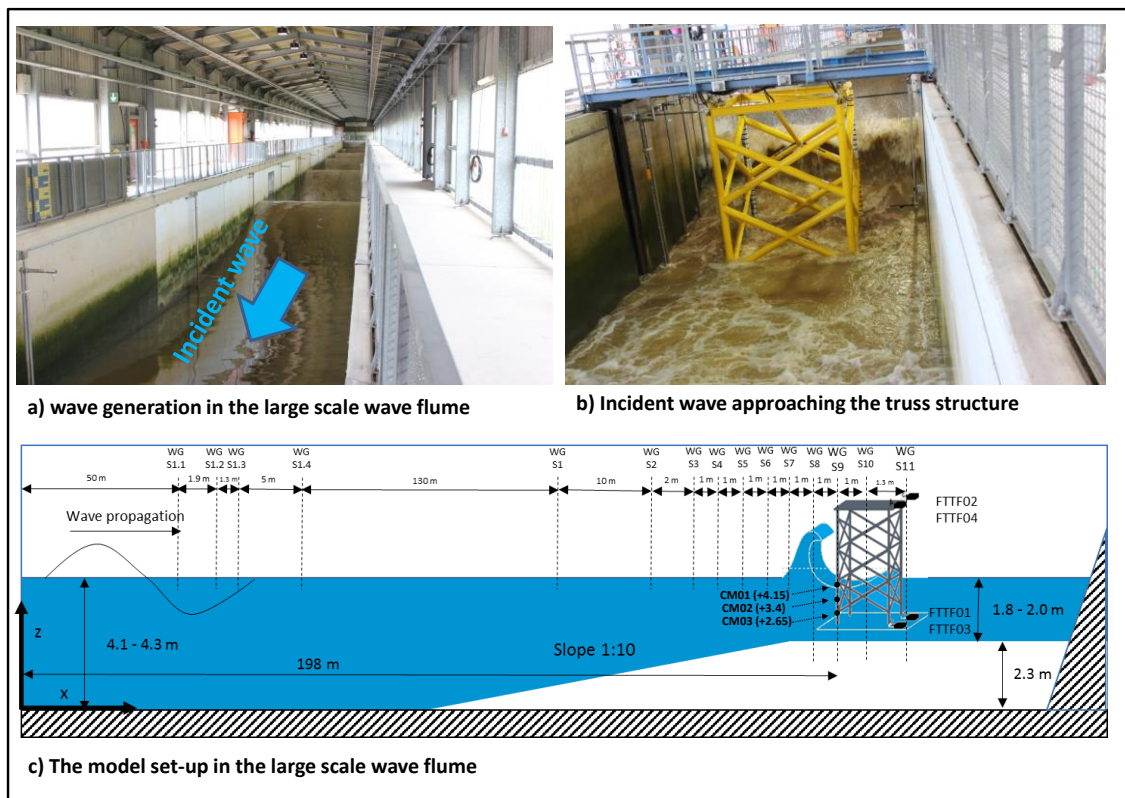 Incident wave
a) wave generation in the large scale wave flume
b) Incident wave approaching the truss structure
WG S1.1
WG S1.2
WG S1.3
WG S1.4
WG S1
WG S2
WG S3
WG S4
WG S5
WG S6
WG S7
WG S8
WG S9
WG S10
WG S11
50 m
1.9 m
1.3 m
5 m
130 m
10 m
2 m
1 m
1 m
1 m
1 m
1 m
1 m
1 m
1.3 m
Wave propagation
FTTF02
FTTF04
CM01 (+4.15)
CM02 (+3.4)
CM03 (+2.65)
FTTF01
FTTF03
1.8 - 2.0 m
z
4.1 - 4.3 m
198 m
Slope 1:10
2.3 m
x
c) The model set-up in the large scale wave flume